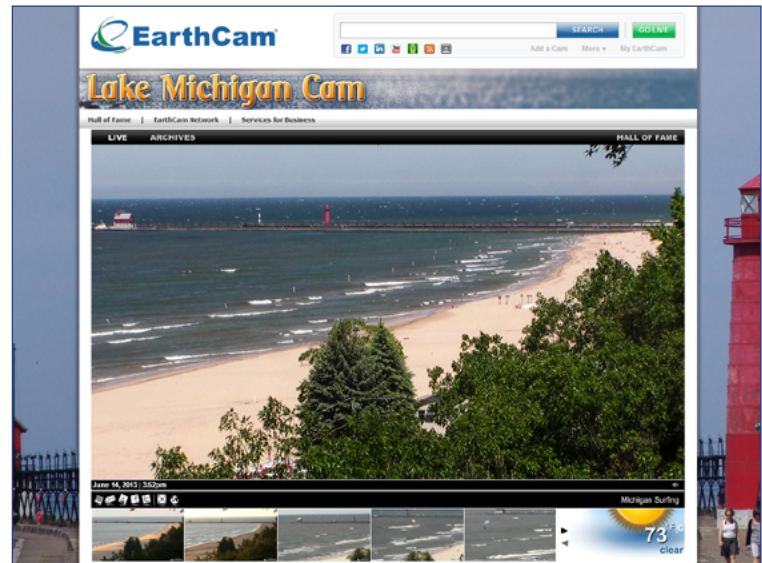 EarthCam
SEARCH
GO LIVE
Add a Cam More My EarthCam
Lake Michigan Cam
Hall of Fame | EarthCam Network | Services for Business
LIVE ARCHIVES HALL OF FAME
June 14, 2013 | 3:52pm
Michigan Surfing
73°F|C
clear